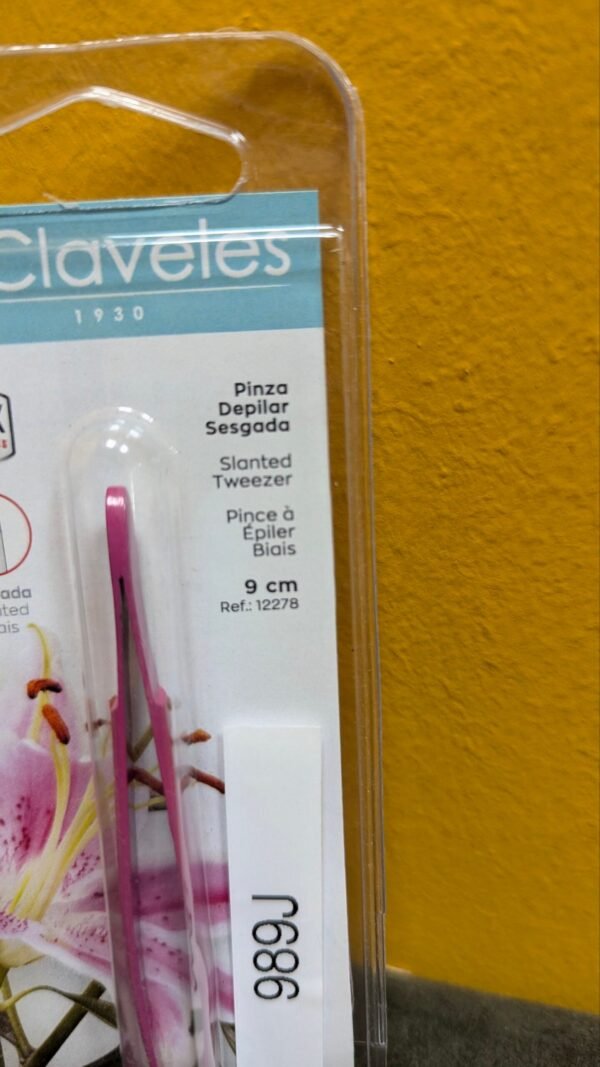 Claveles
1930
Pinza
Depilar
Sesgada
Slanted
Tweezer
Pince à
Épiler
Biais
9 cm
Ref.: 12278
989J